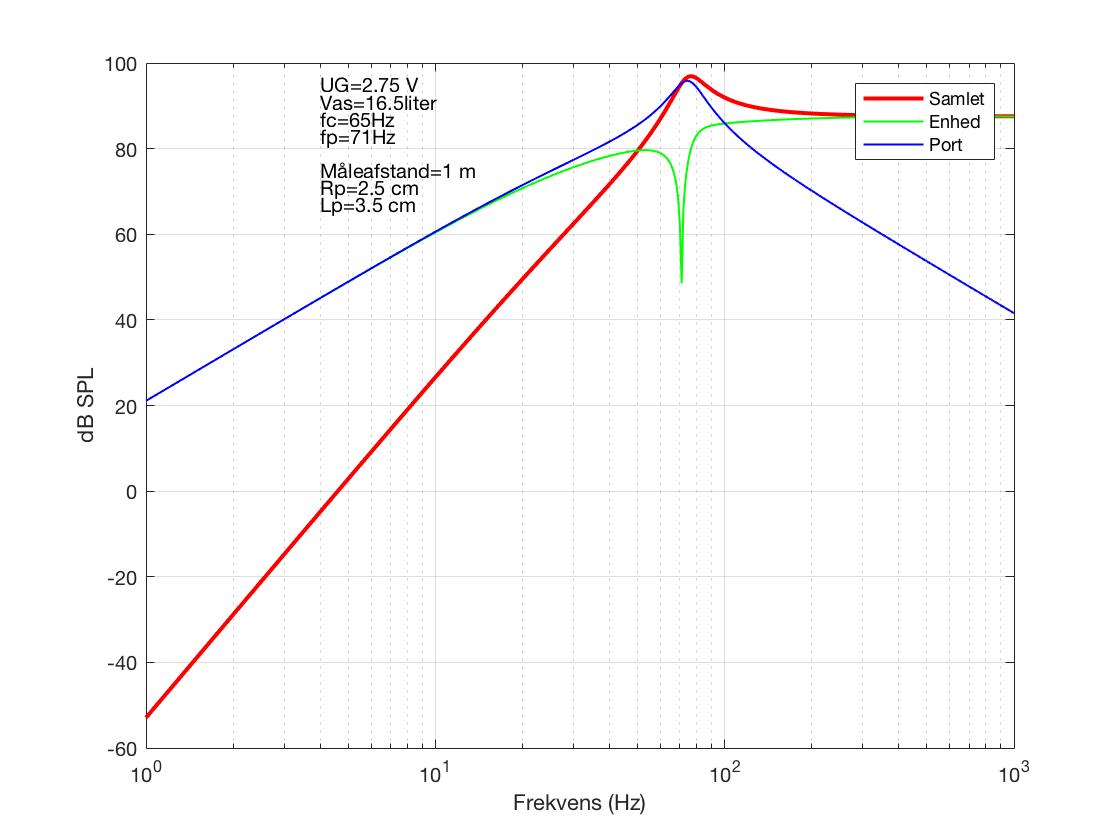 100
80
60
40
20
0
-20
-40
-60
dB SPL
UG=2.75 V
Vas=16.5liter
fc=65Hz
fp=71Hz
Måleafstand=1 m
Rp=2.5 cm
Lp=3.5 cm
Samlet
Enhed
Port
10^0 10^1 10^2 10^3
Frekvens (Hz)